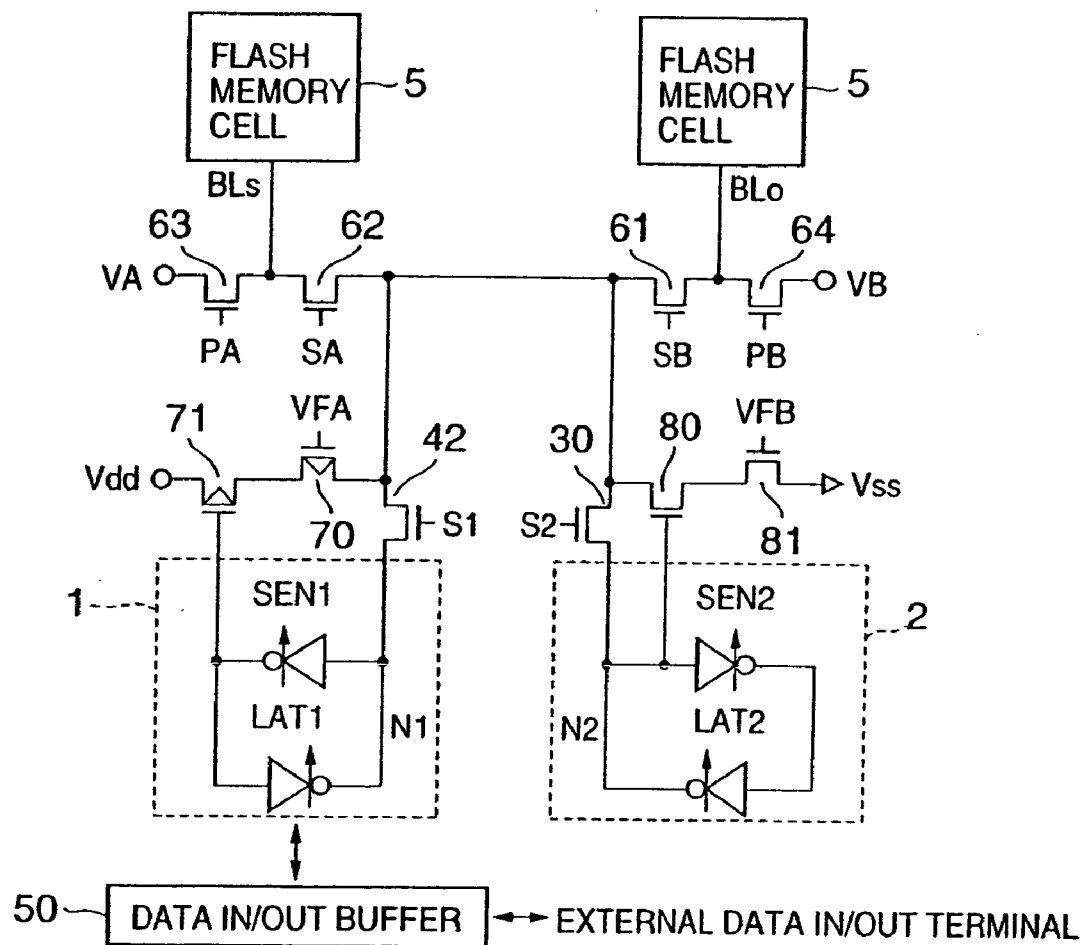 FLASH
MEMORY
CELL
5
FLASH
MEMORY
CELL
5
BLs
BLo
63
62
61
64
VA
VB
PA
SA
SB
PB
71
VFA
42
30
80
VFB
Vdd
Vss
70
S1
S2
81
1
SEN1
SEN2
2
LAT1
N1
N2
LAT2
50
DATA IN/OUT BUFFER
EXTERNAL DATA IN/OUT TERMINAL